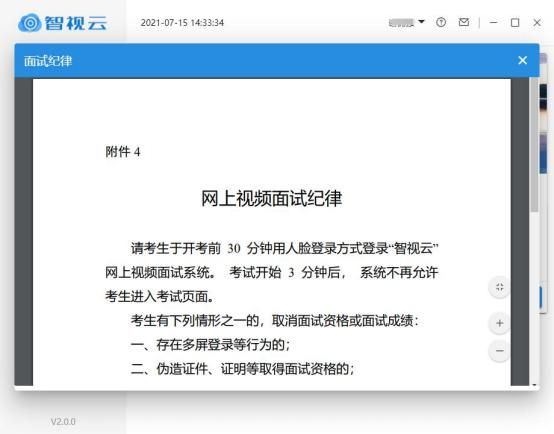 智视云
2021-07-15 14:33:34
面试纪律
附件 4
网上视频面试纪律
请考生于开考前 30 分钟用人脸登录方式登录“智视云”
网上视频面试系统。 考试开始 3 分钟后， 系统不再允许
考生进入考试页面。
考生有下列情形之一的，取消面试资格或面试成绩：
一、存在多屏登录等行为的；
二、伪造证件、证明等取得面试资格的；
V2.0.0